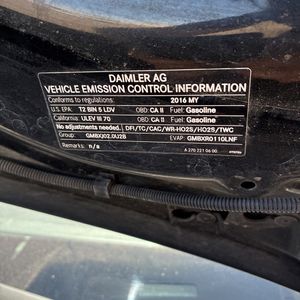 DAIMLER AG
VEHICLE EMISSION CONTROL INFORMATION
Conforms to regulations: 2016 MY
U.S. EPA: T2 BIN 5 LDV OBD: CA II Fuel: Gasoline
California: ULEV III 70 OBD: CA II Fuel: Gasoline
No adjustments needed. DFI/TC/CAC/WR-HO2S/HO2S/TWC
Group: GMBXJ02.0U2B EVAP: GMBXR0110LNF
Remarks: n/a
A 270 221 06 00